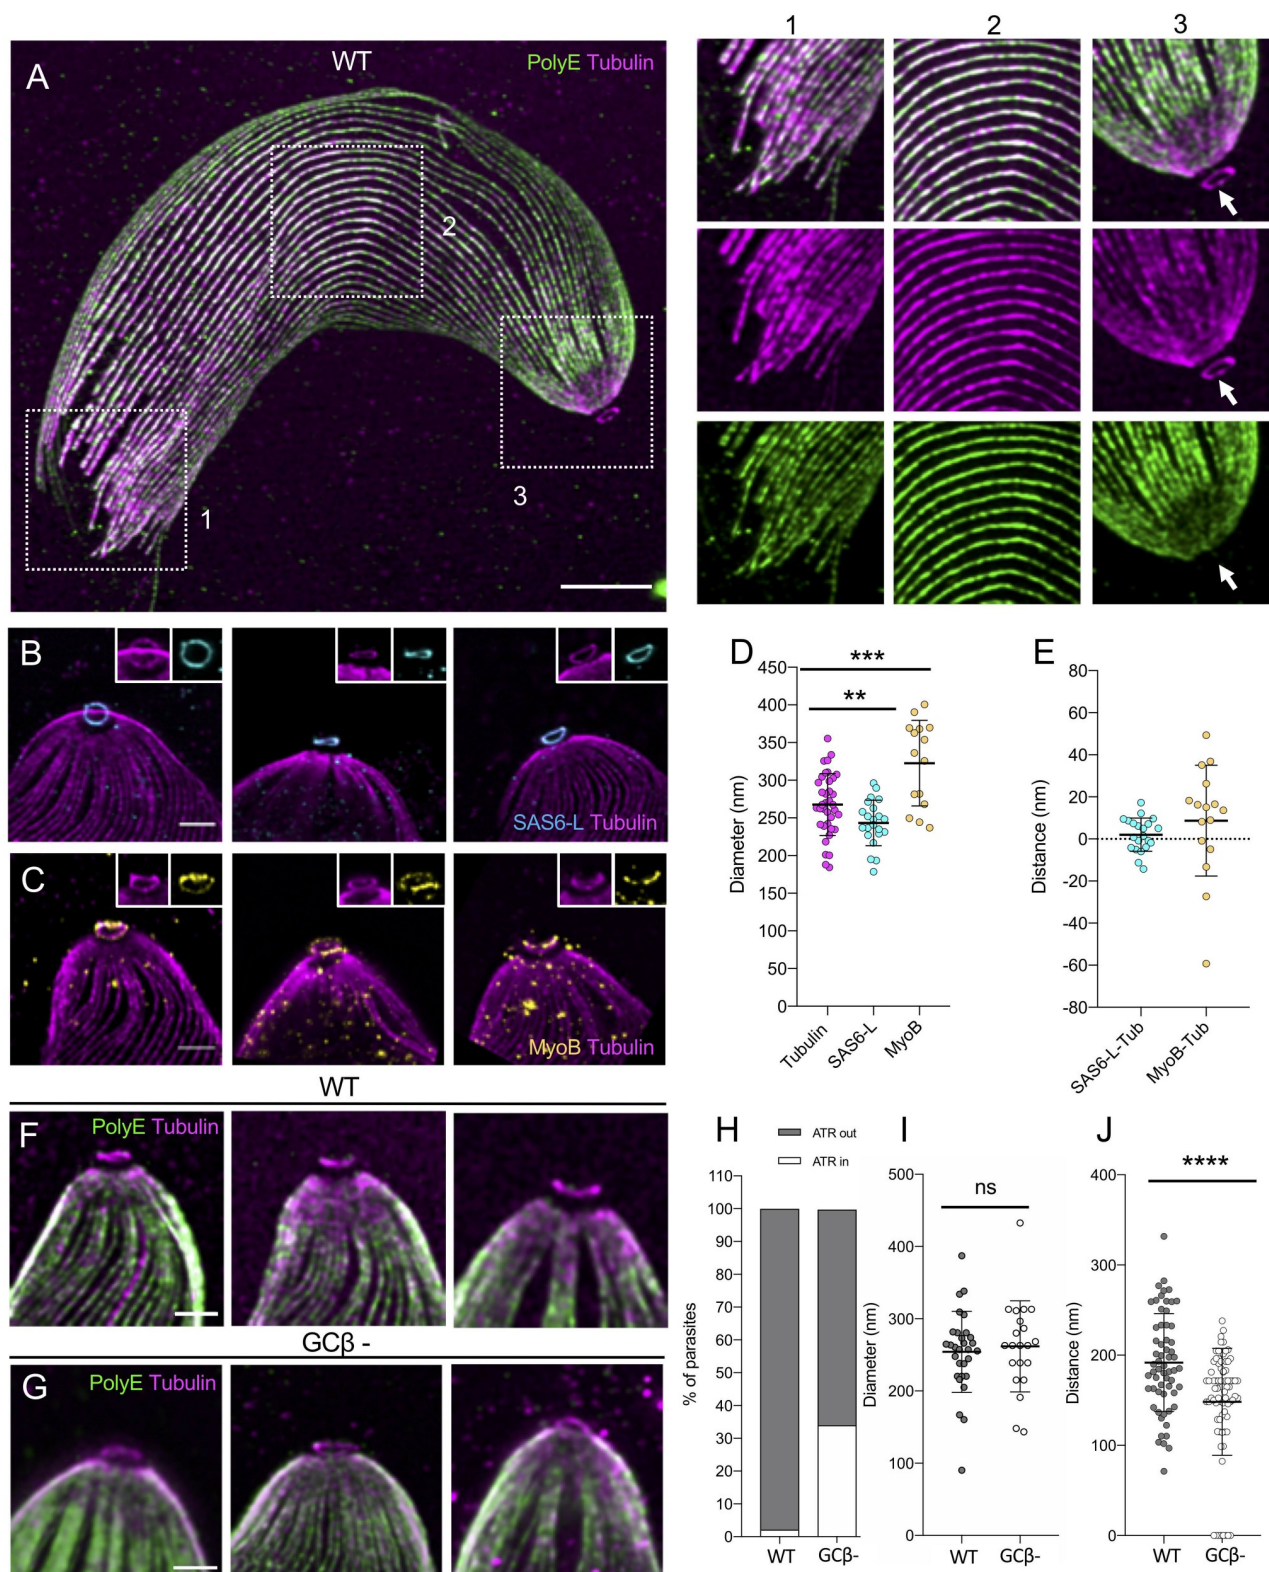 1 2 3
A WT PolyE Tubulin
2
3
1
B
SAS6-L Tubulin
C
MyoB Tubulin
D
***
**
450
400
350
300
250
200
150
100
50
0
Diameter (nm)
Tubulin
SAS6-L
MyoB
E
80
60
40
20
0
-20
-40
-60
-80
Distance (nm)
SAS6-L-Tub
MyoB-Tub
WT
F
PolyE Tubulin
GCβ -
G
PolyE Tubulin
H
ATR out
ATR in
110
100
90
80
70
60
50
40
30
20
10
0
% of parasites
WT GCβ-
I
ns
500
400
300
200
100
0
Diameter (nm)
WT GCβ-
J
****
400
300
200
100
0
Distance (nm)
WT GCβ-